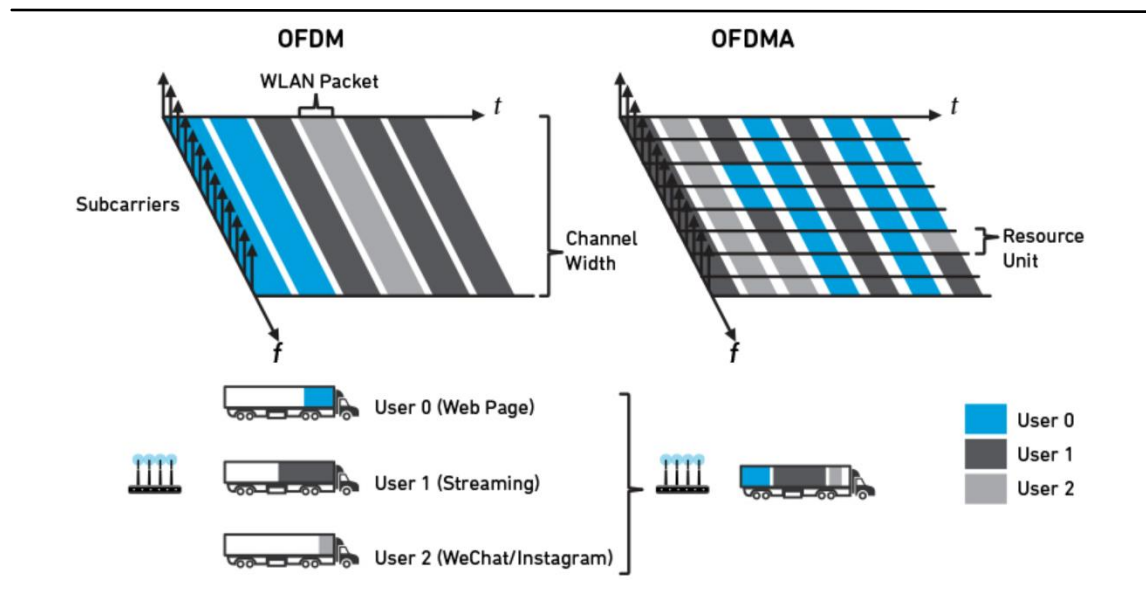 OFDM
WLAN Packet
t
Subcarriers
Channel
Width
f
OFDMA
t
Resource
Unit
f
User 0 (Web Page)
User 1 (Streaming)
User 2 (WeChat/Instagram)
User 0
User 1
User 2